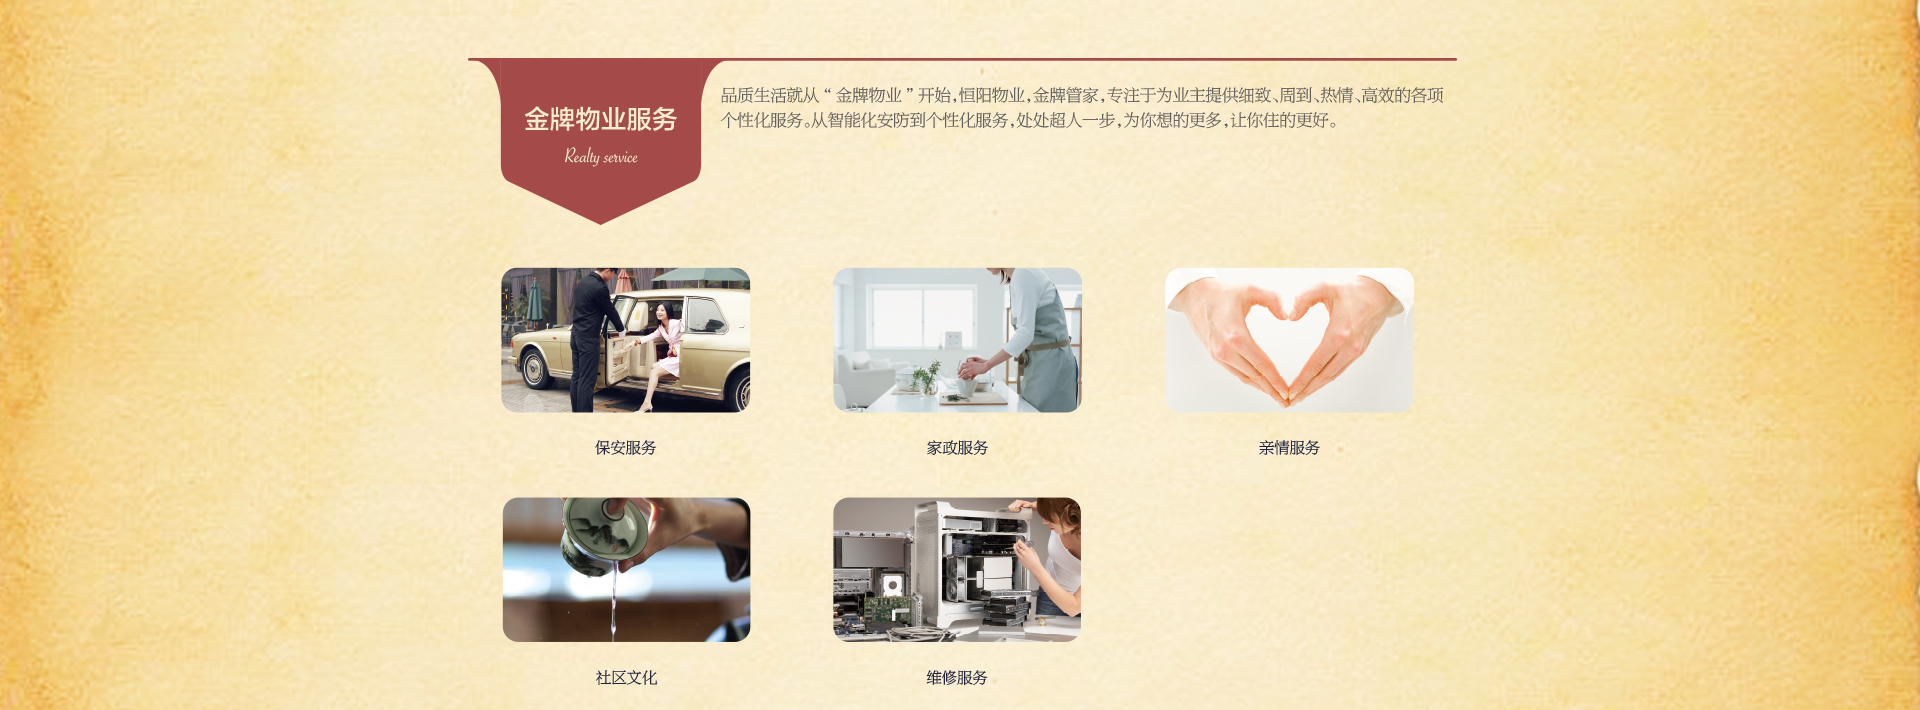 金牌物业服务
Realty service
品质生活就从“金牌物业”开始,恒阳物业,金牌管家,专注于为业主提供细致、周到、热情、高效的各项
个性化服务。从智能化安防到个性化服务,处处超人一步,为你想的更多,让你住的更好。
保安服务
家政服务
亲情服务
社区文化
维修服务